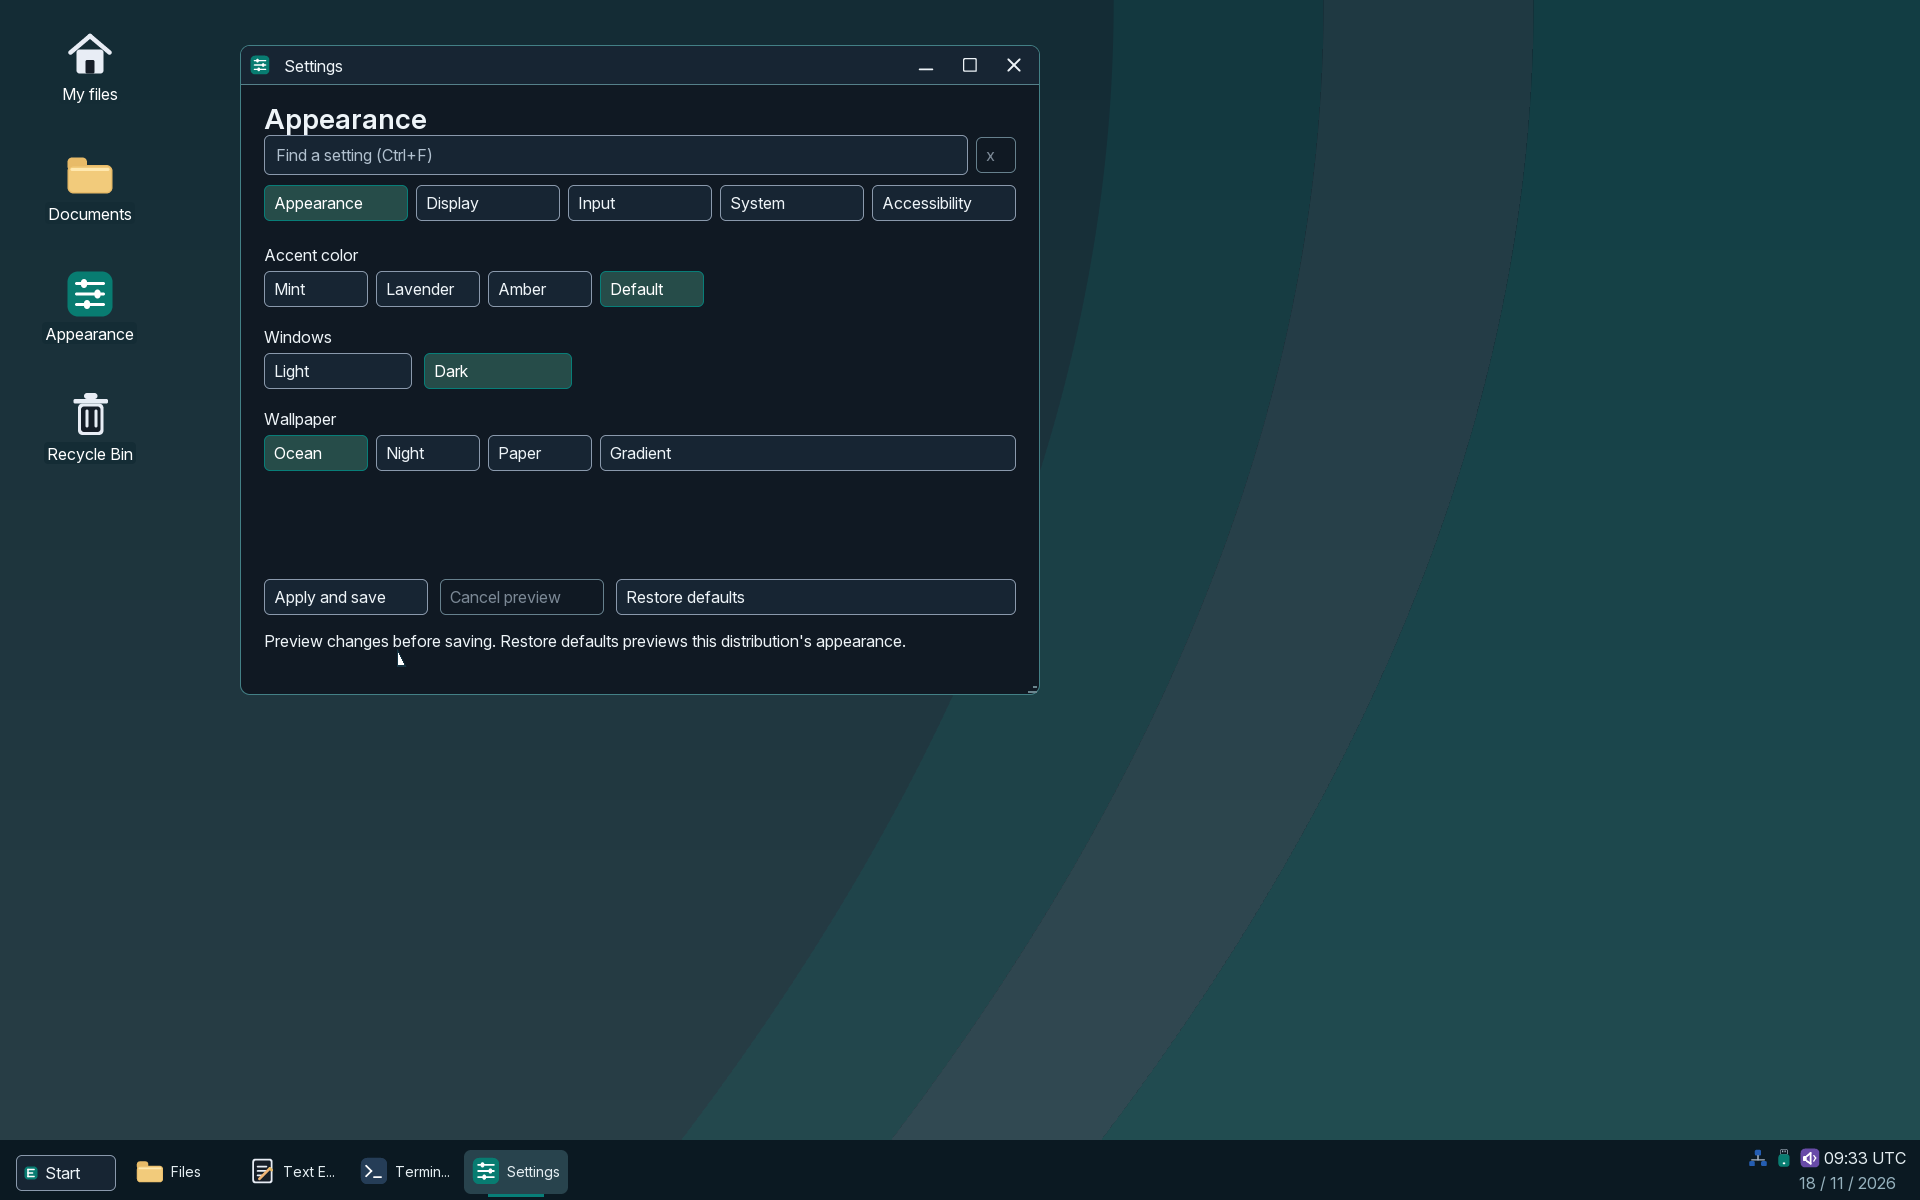 My files
Documents
Appearance
Recycle Bin
Settings
Appearance
Find a setting (Ctrl+F)
x
Appearance
Display
Input
System
Accessibility
Accent color
Mint
Lavender
Amber
Default
Windows
Light
Dark
Wallpaper
Ocean
Night
Paper
Gradient
Apply and save
Cancel preview
Restore defaults
Preview changes before saving. Restore defaults previews this distribution's appearance.
E
Start
Files
Text E...
Termin...
Settings
09:33 UTC
18 / 11 / 2026